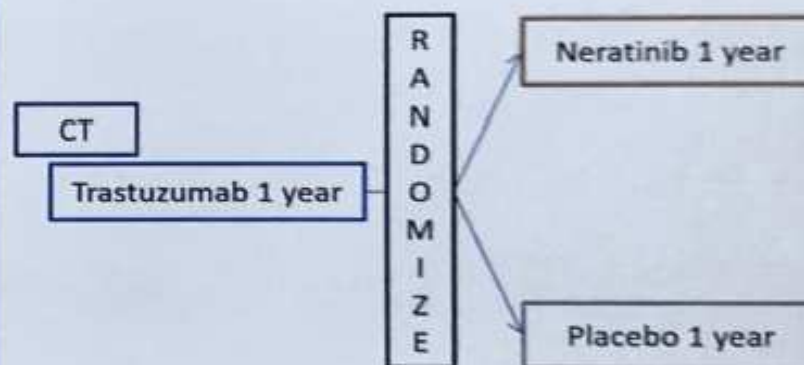 CT
Trastuzumab 1 year
R
A
N
D
O
M
I
Z
E
Neratinib 1 year
Placebo 1 year